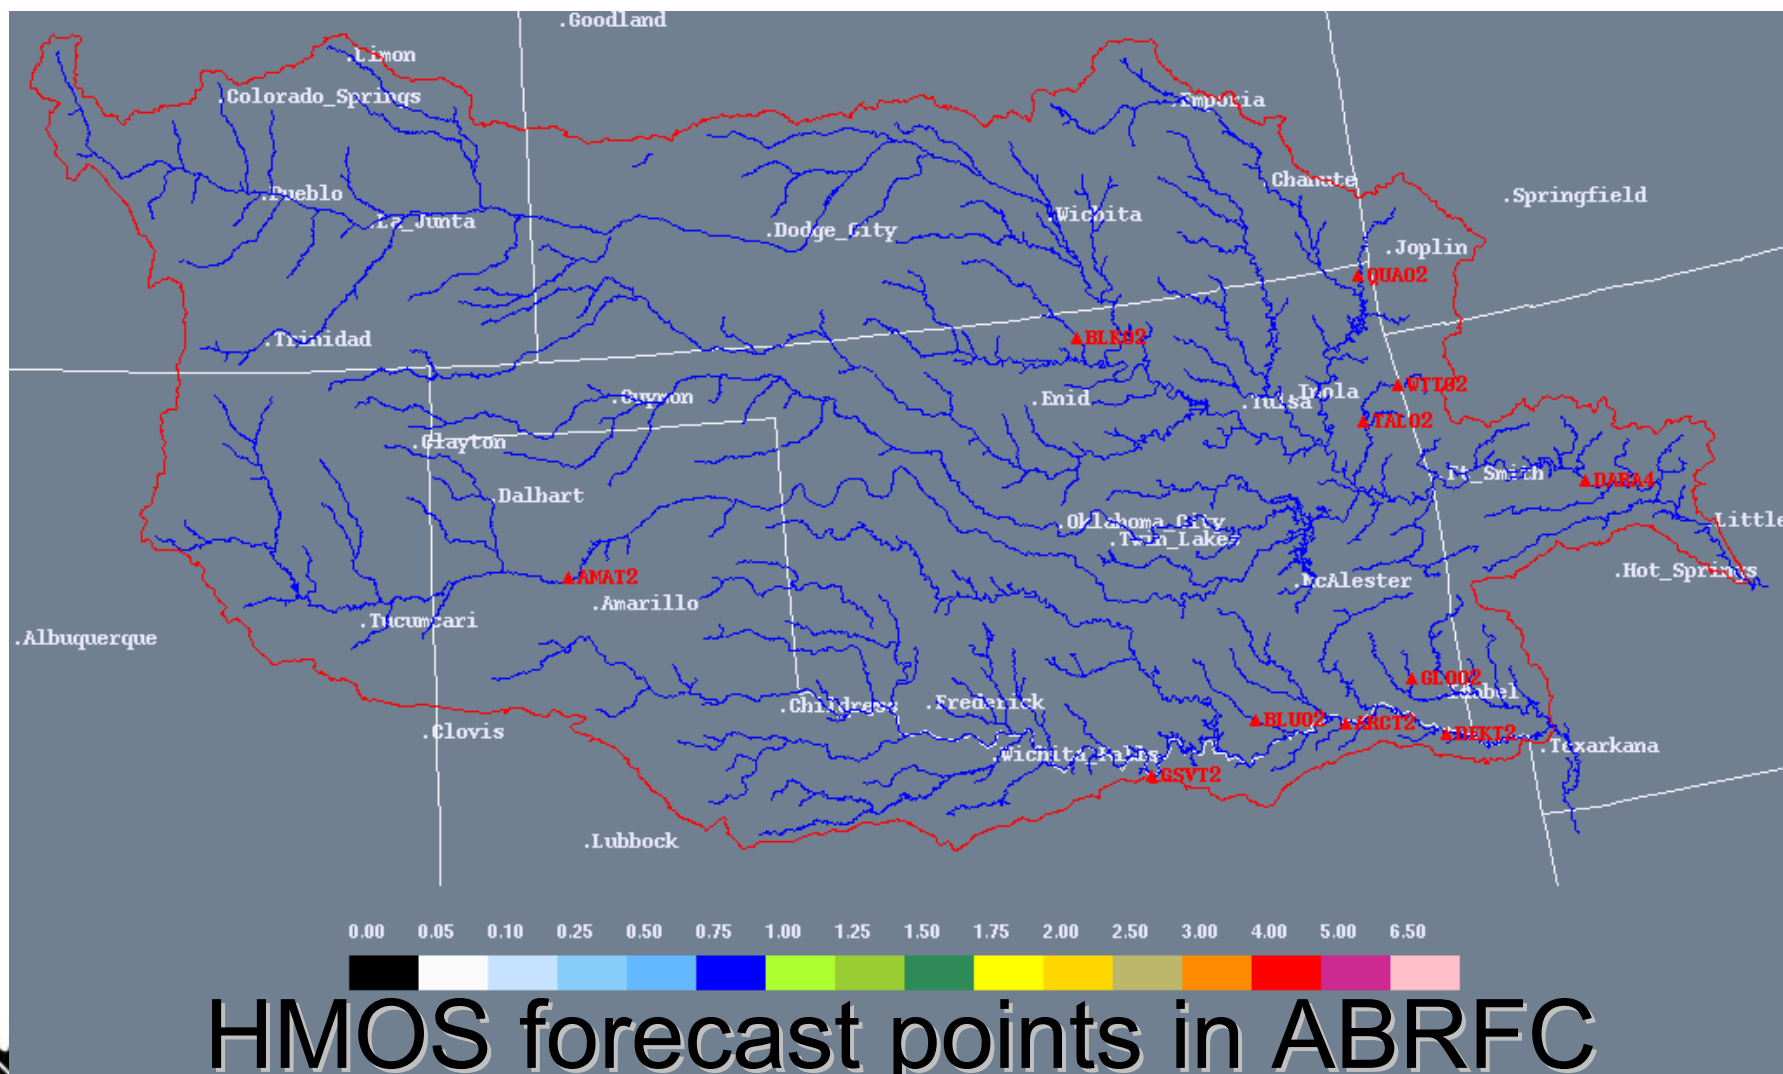 .Goodland
.Limon
.Colorado_Springs
.Emporia
.Chanute
.Pueblo
.Springfield
.La_Junta
.Wichita
.Dodge_City
.Joplin
QUAO2
.Trinidad
BLKO2
WTTO2
.Guymon
.Enid
.Tulsa
.Inola
TALO2
.Clayton
.Ft_Smith
DARA4
.Dalhart
.Oklahoma_City
.Little
.Twin_Lakes
AMAT2
.McAlester
.Hot_Springs
.Amarillo
.Tucumcari
.Albuquerque
GLOO2
.Idabel
.Childress
.Frederick
BLUO2
ARCT2
DEKT2
.Clovis
.Texarkana
.Wichita_Falls
GSVT2
.Lubbock
0.00 0.05 0.10 0.25 0.50 0.75 1.00 1.25 1.50 1.75 2.00 2.50 3.00 4.00 5.00 6.50
HMOS forecast points in ABRFC